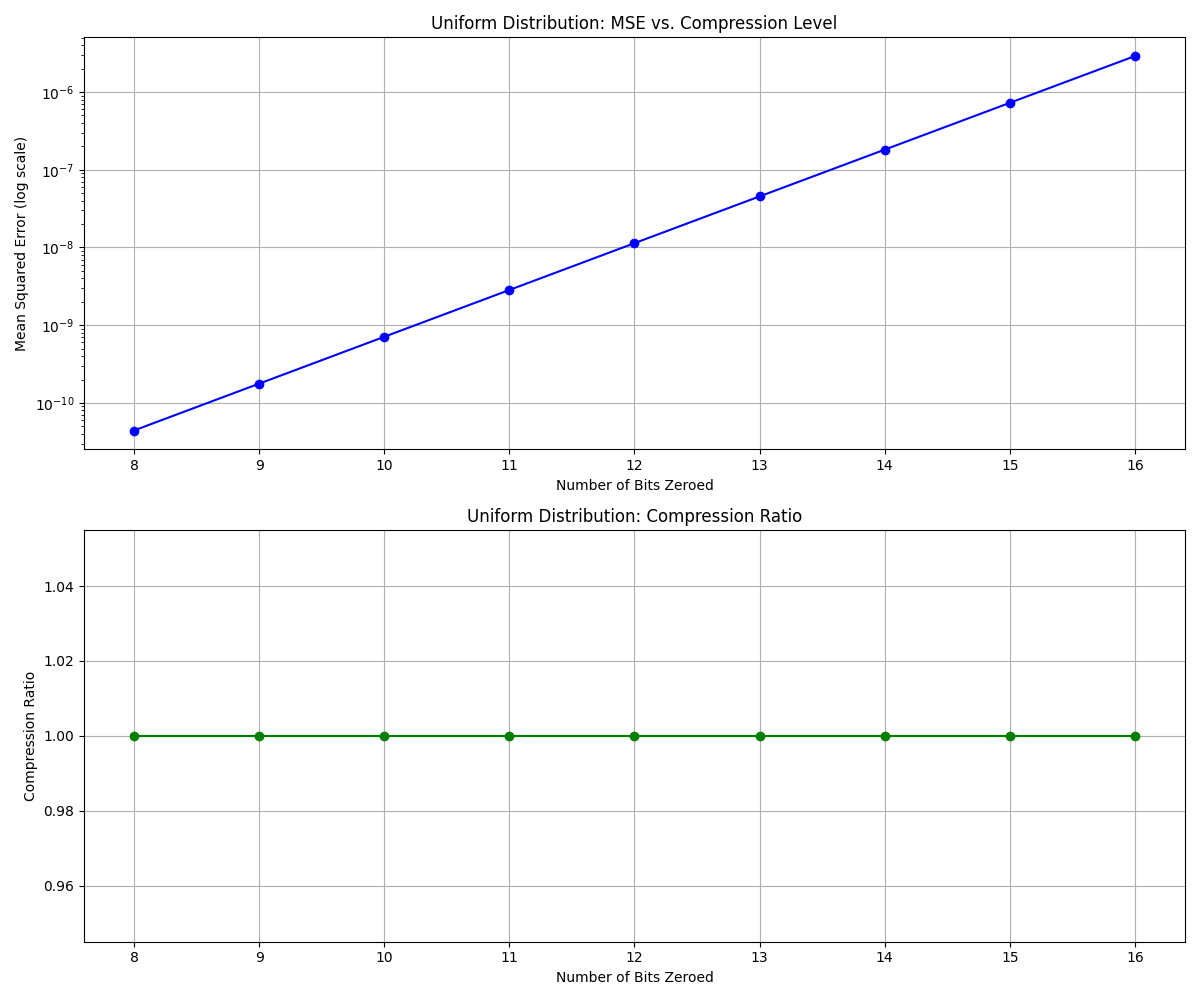 Uniform Distribution: MSE vs. Compression Level
Mean Squared Error (log scale)
10⁻⁶
10⁻⁷
10⁻⁸
10⁻⁹
10⁻¹⁰
8 9 10 11 12 13 14 15 16
Number of Bits Zeroed
Uniform Distribution: Compression Ratio
Compression Ratio
1.04
1.02
1.00
0.98
0.96
8 9 10 11 12 13 14 15 16
Number of Bits Zeroed